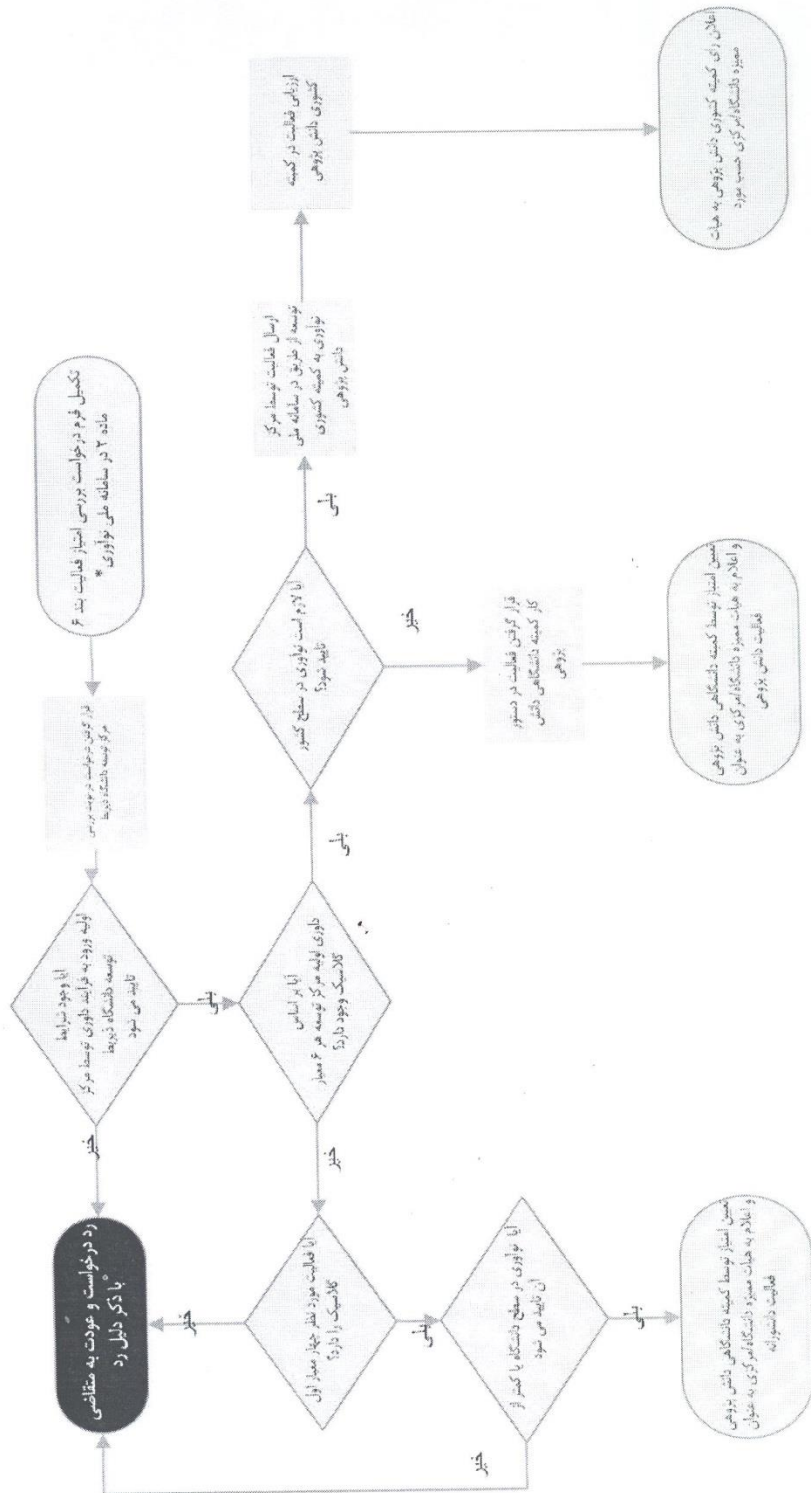 تکمیل فرم درخواست بررسی امتیاز فعالیت بند ۶
ماده ۲ در سامانه ملی نوآوری *
قرار گرفتن درخواست در نوبت بررسی
مرکز توسعه دانشگاه ذیربط
آیا وجود شرایط
اولیه ورود به فرایند داوری توسط مرکز
توسعه دانشگاه ذیربط
تایید می شود
خیر
بلی
رد درخواست و عودت به متقاضی
با ذکر دلیل رد
آیا بر اساس
داوری اولیه مرکز توسعه هر ۶ معیار
گلاسیک وجود دارد؟
خیر
بلی
آیا فعالیت مورد نظر چهار معیار اول
گلاسیک را دارد؟
خیر
بلی
آیا نوآوری در سطح دانشگاه یا کمتر از
آن تایید می شود
خیر
بلی
تعیین امتیاز توسط کمیته دانشگاهی دانش پژوهی
و اعلام به هیات ممیزه دانشگاه/مرکزی به عنوان
فعالیت دانشورانه
آیا لازم است نوآوری در سطح کشور
تایید شود؟
بلی
خیر
ارسال فعالیت توسط مرکز
توسعه از طریق در سامانه ملی
نوآوری به کمیته کشوری
دانش پژوهی
ارزیابی فعالیت در کمیته
کشوری دانش پژوهی
اعلان رای کمیته کشوری دانش پژوهی به هیات
ممیزه دانشگاه/مرکزی حسب مورد
قرار گرفتن فعالیت در دستور
کار کمیته دانشگاهی دانش
پژوهی
تعیین امتیاز توسط کمیته دانشگاهی دانش پژوهی
و اعلام به هیات ممیزه دانشگاه/مرکزی به عنوان
فعالیت دانش پژوهی